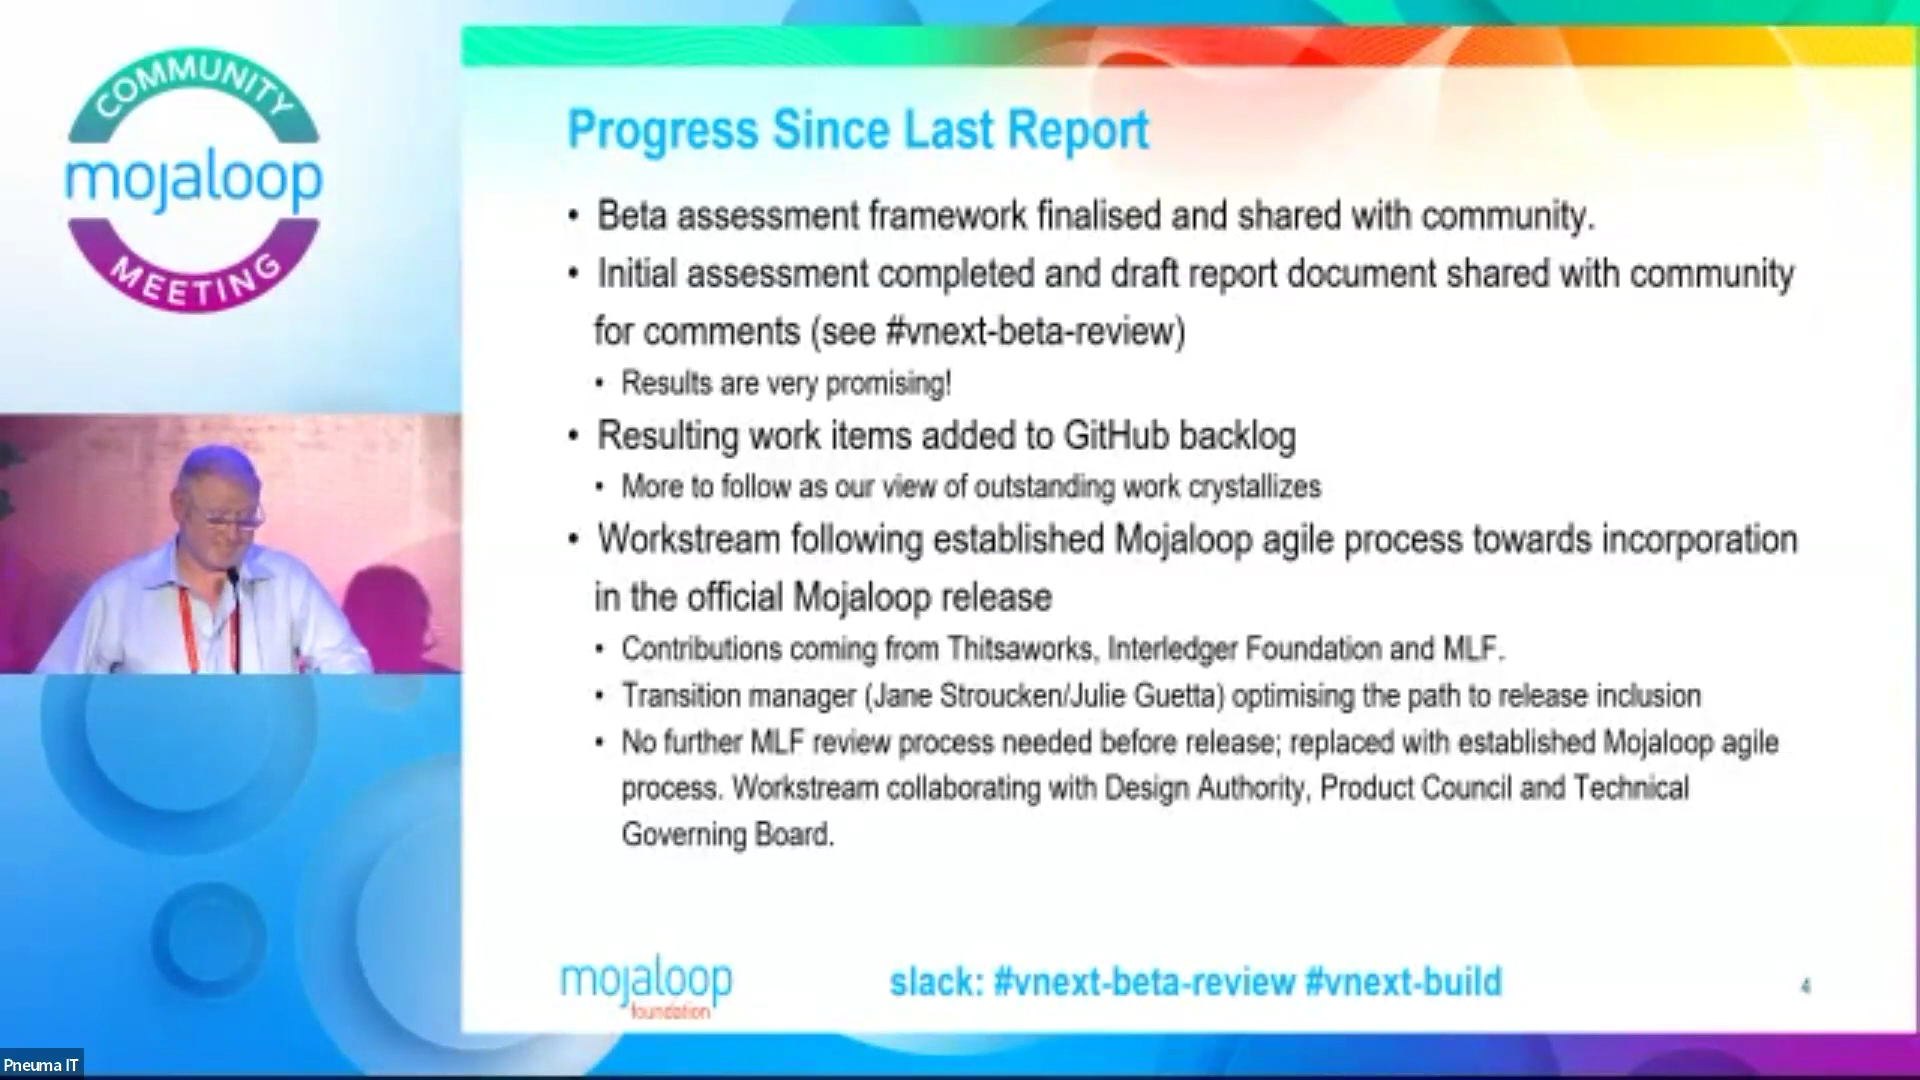 COMMUNITY
mojaloop
MEETING
Progress Since Last Report
• Beta assessment framework finalised and shared with community.
• Initial assessment completed and draft report document shared with community
for comments (see #vnext-beta-review)
• Results are very promising!
• Resulting work items added to GitHub backlog
• More to follow as our view of outstanding work crystallizes
• Workstream following established Mojaloop agile process towards incorporation
in the official Mojaloop release
• Contributions coming from Thitsaworks, Interledger Foundation and MLF.
• Transition manager (Jane Stroucken/Julie Guetta) optimising the path to release inclusion
• No further MLF review process needed before release; replaced with established Mojaloop agile
process. Workstream collaborating with Design Authority, Product Council and Technical
Governing Board.
mojaloop
foundation
slack: #vnext-beta-review #vnext-build
4
Pneuma IT